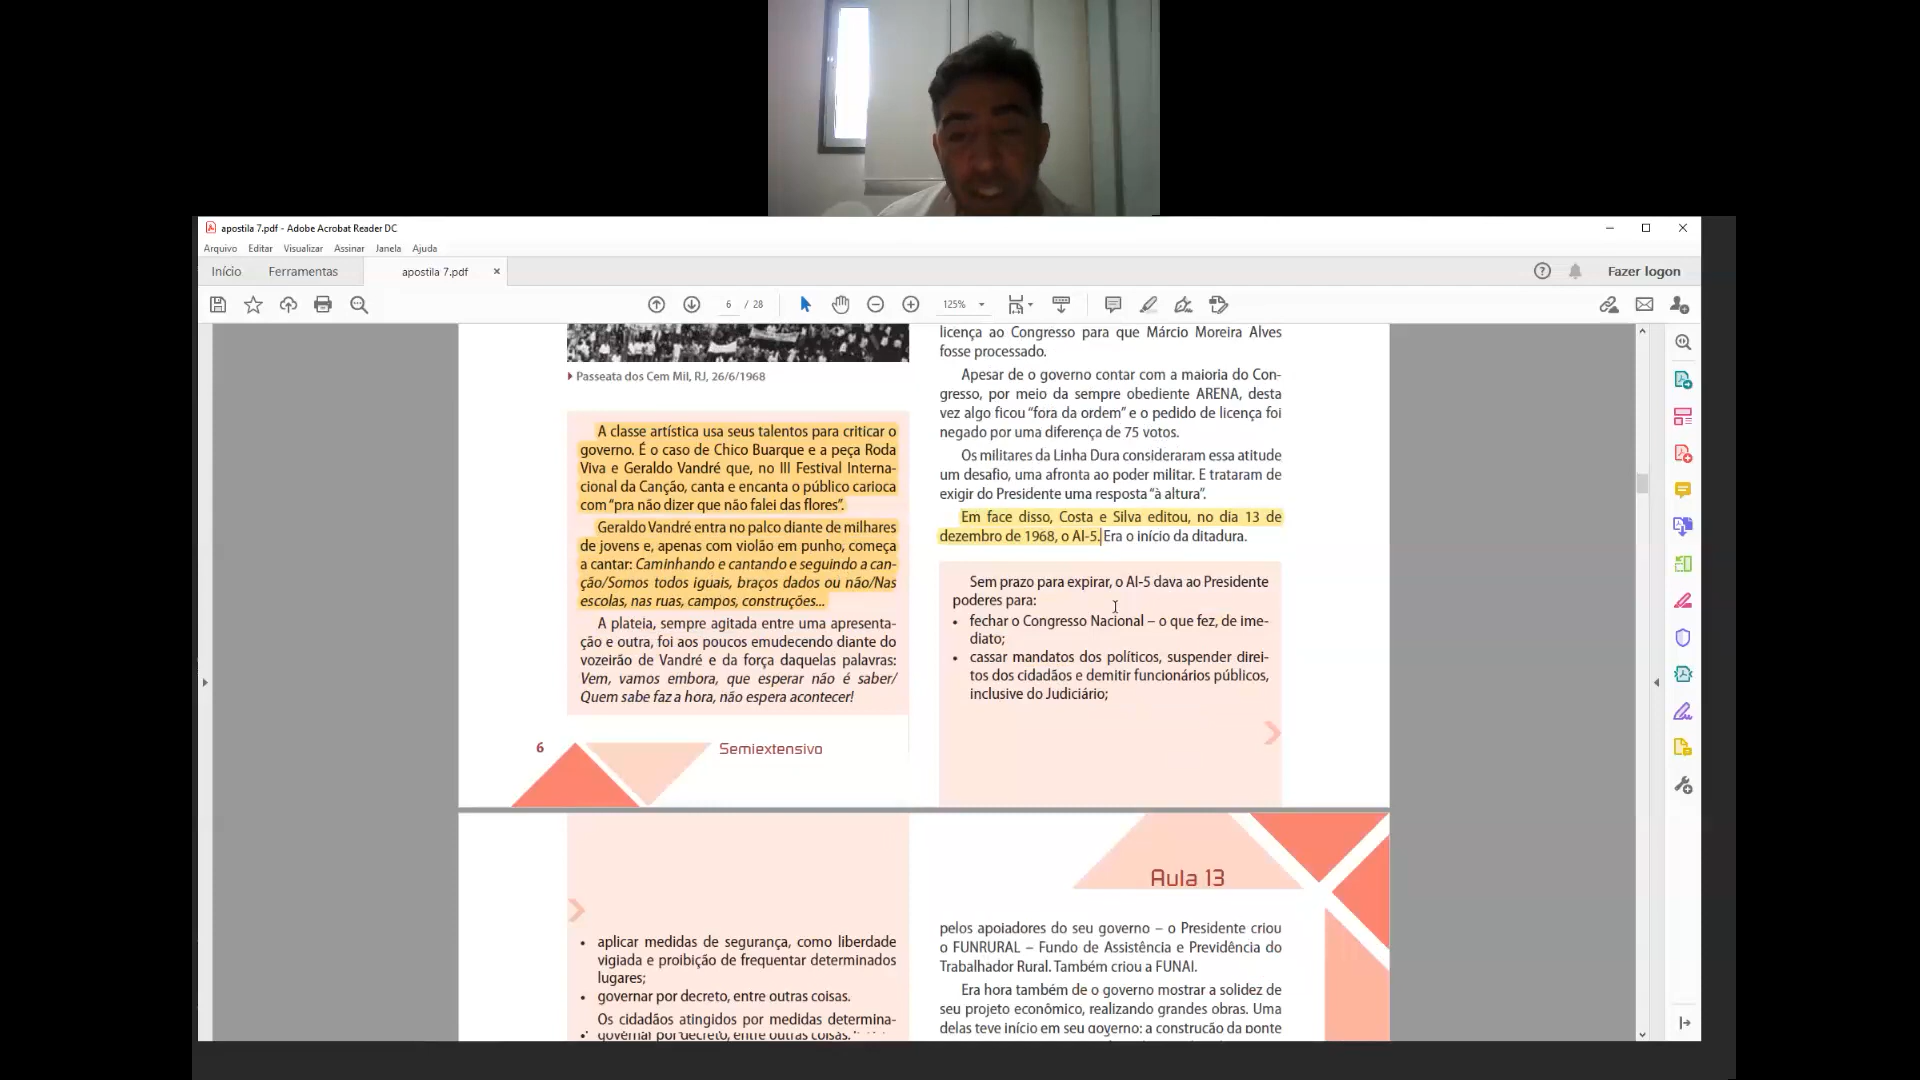 apostila 7.pdf - Adobe Acrobat Reader DC
Arquivo Editar Visualizar Assinar Janela Ajuda
Início Ferramentas apostila 7.pdf × Fazer logon
6 / 28 125%
Passeata dos Cem Mil, RJ, 26/6/1968
A classe artística usa seus talentos para criticar o
governo. É o caso de Chico Buarque e a peça Roda
Viva e Geraldo Vandré que, no III Festival Interna-
cional da Canção, canta e encanta o público carioca
com “pra não dizer que não falei das flores”.
Geraldo Vandré entra no palco diante de milhares
de jovens e, apenas com violão em punho, começa
a cantar: Caminhando e cantando e seguindo a can-
ção/Somos todos iguais, braços dados ou não/Nas
escolas, nas ruas, campos, construções...
A plateia, sempre agitada entre uma apresenta-
ção e outra, foi aos poucos emudecendo diante do
vozeirão de Vandré e da força daquelas palavras:
Vem, vamos embora, que esperar não é saber/
Quem sabe faz a hora, não espera acontecer!
6 Semiextensivo
licença ao Congresso para que Márcio Moreira Alves
fosse processado.
Apesar de o governo contar com a maioria do Con-
gresso, por meio da sempre obediente ARENA, desta
vez algo ficou “fora da ordem” e o pedido de licença foi
negado por uma diferença de 75 votos.
Os militares da Linha Dura consideraram essa atitude
um desafio, uma afronta ao poder militar. E trataram de
exigir do Presidente uma resposta “à altura”.
Em face disso, Costa e Silva editou, no dia 13 de
dezembro de 1968, o AI-5. Era o início da ditadura.
Sem prazo para expirar, o AI-5 dava ao Presidente
poderes para:
• fechar o Congresso Nacional – o que fez, de ime-
diato;
• cassar mandatos dos políticos, suspender direi-
tos dos cidadãos e demitir funcionários públicos,
inclusive do Judiciário;
Aula 13
• aplicar medidas de segurança, como liberdade
vigiada e proibição de frequentar determinados
lugares;
• governar por decreto, entre outras coisas.
Os cidadãos atingidos por medidas determina-
• governar por decreto, entre outras coisas.
pelos apoiadores do seu governo – o Presidente criou
o FUNRURAL – Fundo de Assistência e Previdência do
Trabalhador Rural. Também criou a FUNAI.
Era hora também de o governo mostrar a solidez de
seu projeto econômico, realizando grandes obras. Uma
delas teve início em seu governo: a construção da ponte